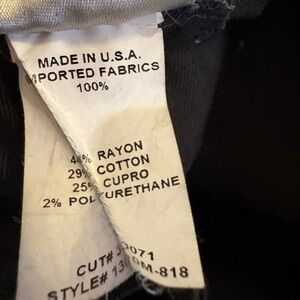 MADE IN U.S.A.
IMPORTED FABRICS
100%
44% RAYON
29% COTTON
25% CUPRO
2% POLYURETHANE
CUT#
STYLE#